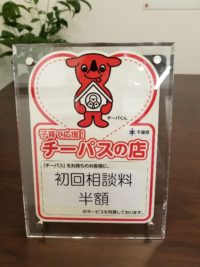 チーバくん
子育て応援!
千葉県
チーパスの店
「チーパス」をお持ちのお客様に、
初回相談料
半額
のサービスを用意しております。